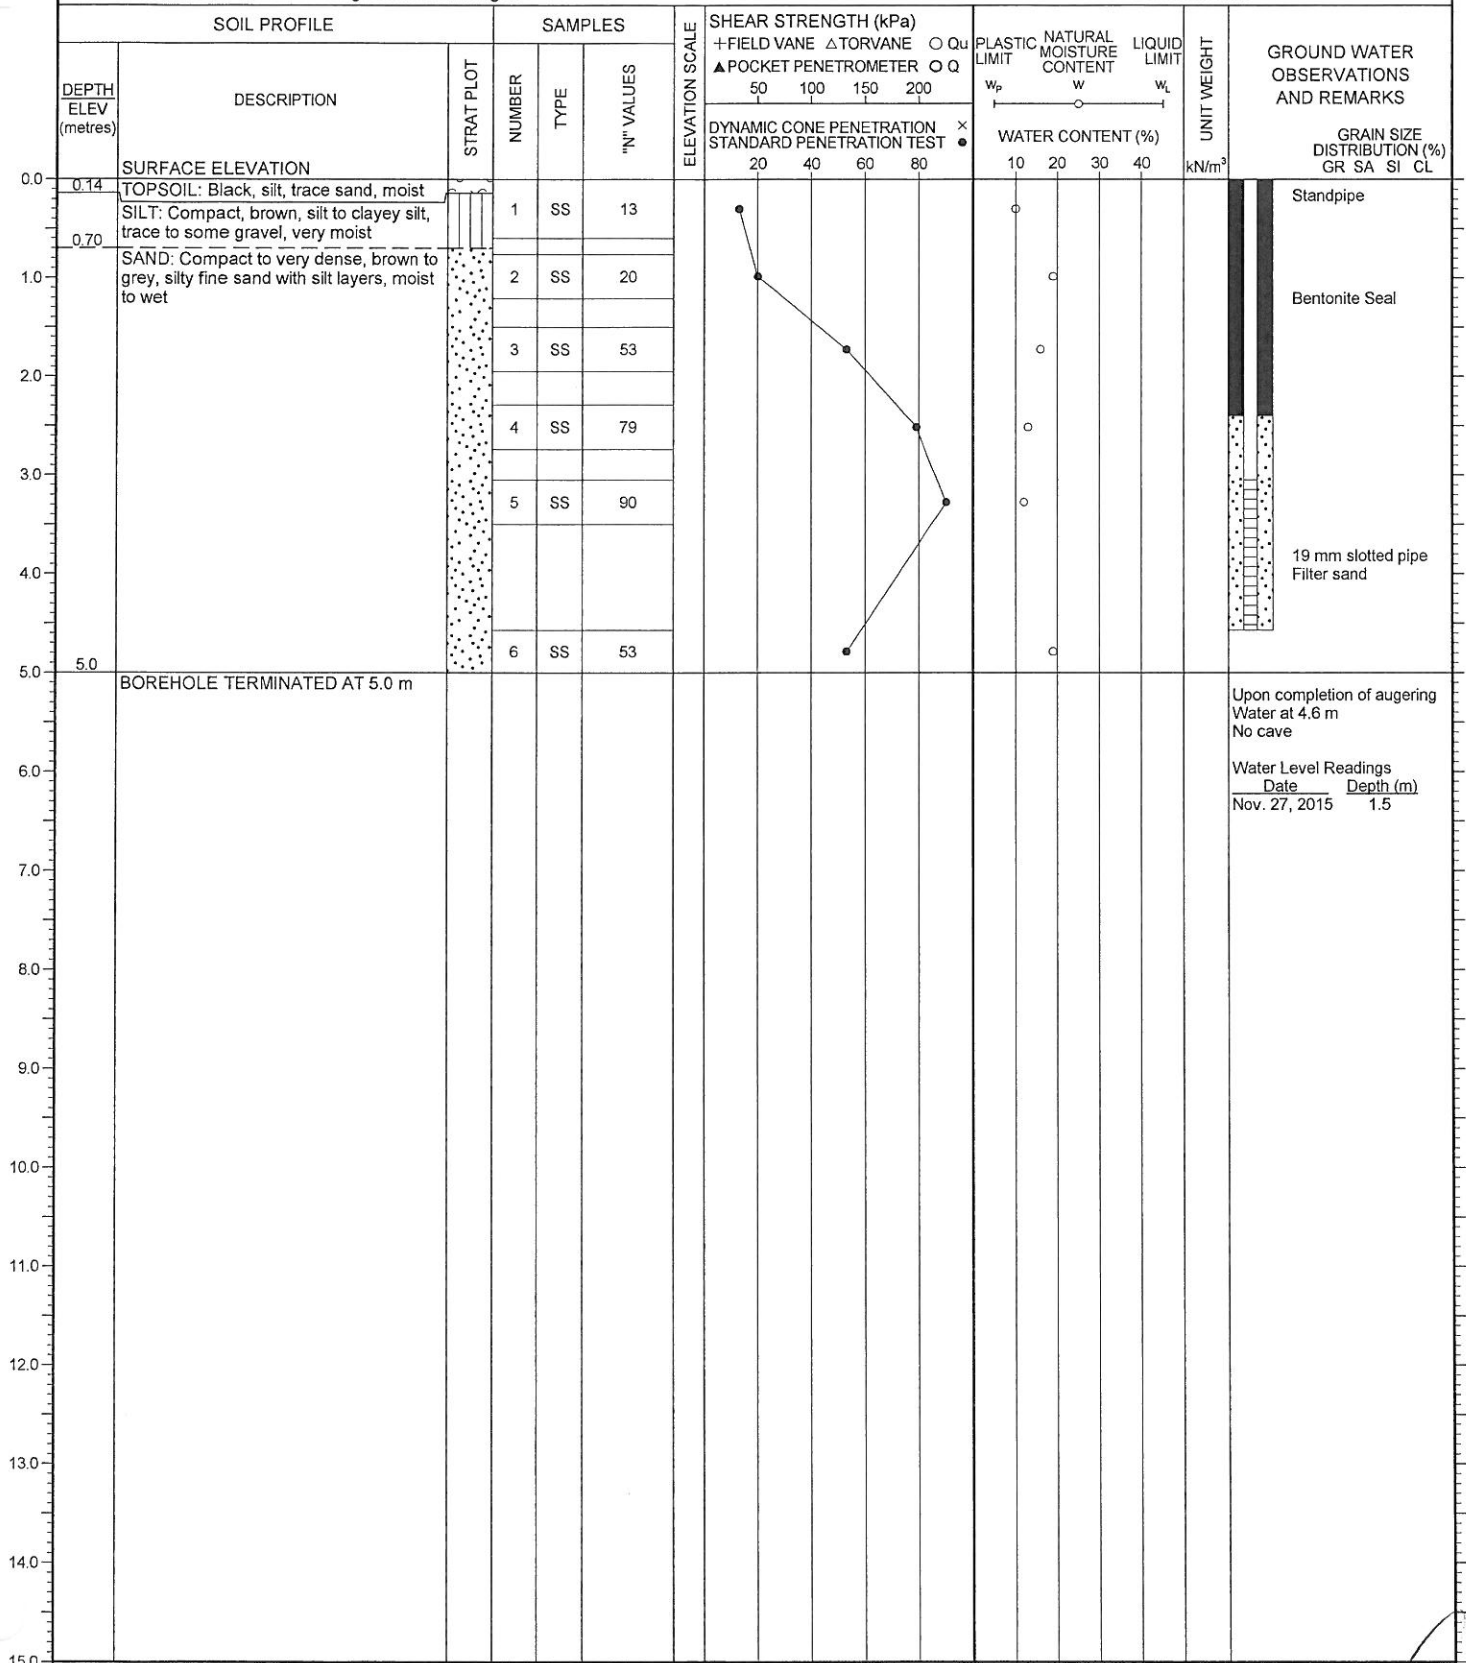 SOIL PROFILE
SAMPLES
DEPTH
ELEV
(metres)
DESCRIPTION
STRAT PLOT
NUMBER
TYPE
"N" VALUES
ELEVATION SCALE
SHEAR STRENGTH (kPa)
+FIELD VANE △TORVANE ○ Qu
▲POCKET PENETROMETER O Q
50 100 150 200
DYNAMIC CONE PENETRATION ×
STANDARD PENETRATION TEST ●
20 40 60 80
PLASTIC LIMIT
NATURAL MOISTURE CONTENT
LIQUID LIMIT
WP W WL
WATER CONTENT (%)
10 20 30 40
UNIT WEIGHT
kN/m³
GROUND WATER
OBSERVATIONS
AND REMARKS
GRAIN SIZE
DISTRIBUTION (%)
GR SA SI CL
SURFACE ELEVATION
0.0
0.14
TOPSOIL: Black, silt, trace sand, moist
Standpipe
SILT: Compact, brown, silt to clayey silt,
trace to some gravel, very moist
1 SS 13
0.70
SAND: Compact to very dense, brown to
grey, silty fine sand with silt layers, moist
to wet
1.0
2 SS 20
Bentonite Seal
3 SS 53
2.0
4 SS 79
3.0
5 SS 90
19 mm slotted pipe
Filter sand
4.0
6 SS 53
5.0
5.0
BOREHOLE TERMINATED AT 5.0 m
Upon completion of augering
Water at 4.6 m
No cave
6.0
Water Level Readings
Date Depth (m)
Nov. 27, 2015 1.5
7.0
8.0
9.0
10.0
11.0
12.0
13.0
14.0
15.0